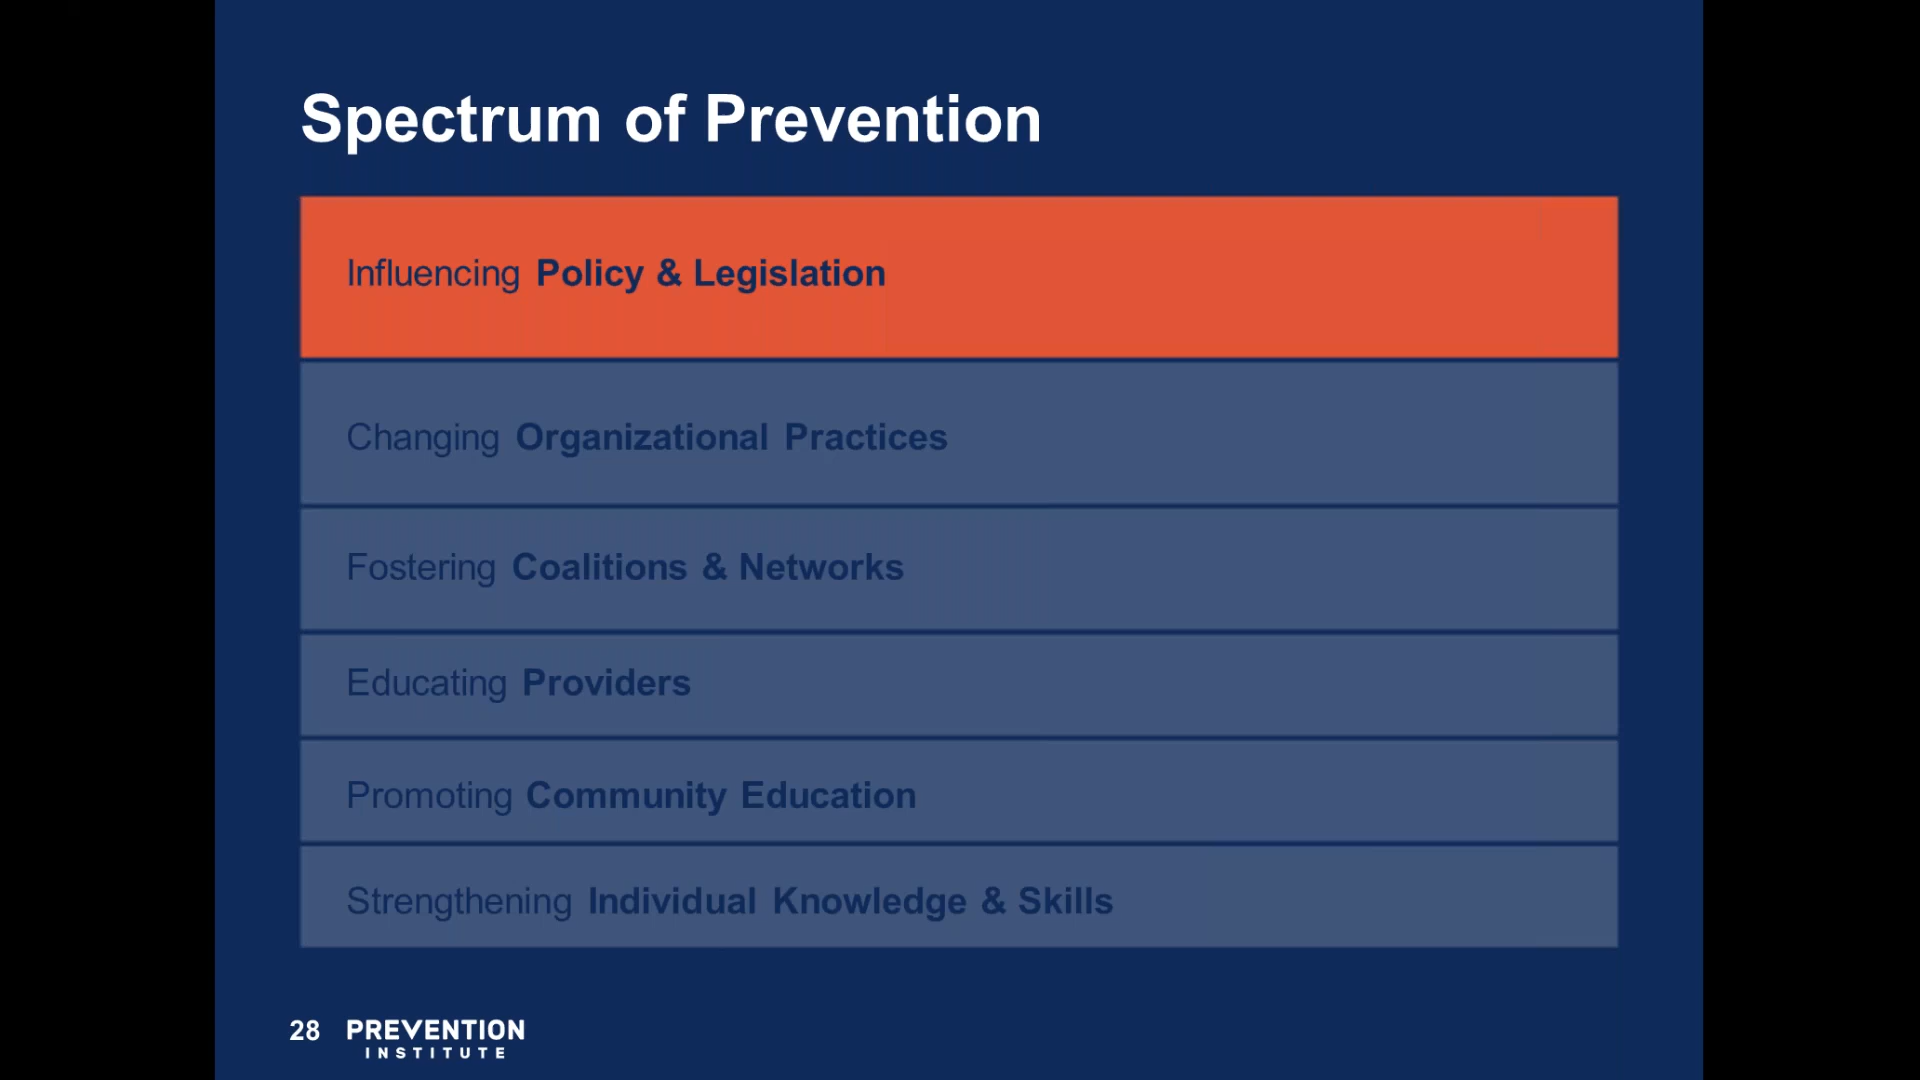 Spectrum of Prevention
Influencing Policy & Legislation
Changing Organizational Practices
Fostering Coalitions & Networks
Educating Providers
Promoting Community Education
Strengthening Individual Knowledge & Skills
28 PREVENTION
INSTITUTE